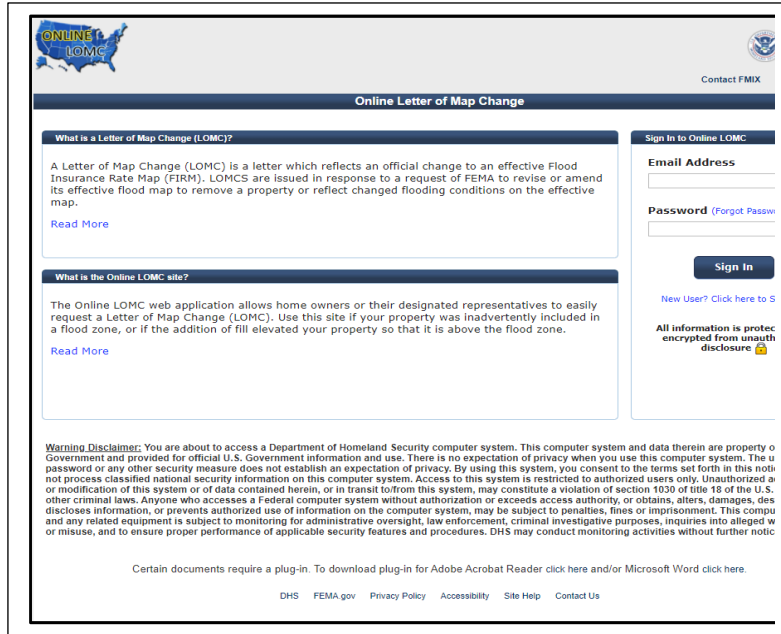 ONLINE
LOMC
Contact FMIX
Online Letter of Map Change
What is a Letter of Map Change (LOMC)?
A Letter of Map Change (LOMC) is a letter which reflects an official change to an effective Flood
Insurance Rate Map (FIRM). LOMCS are issued in response to a request of FEMA to revise or amend
its effective flood map to remove a property or reflect changed flooding conditions on the effective
map.
Read More
What is the Online LOMC site?
The Online LOMC web application allows home owners or their designated representatives to easily
request a Letter of Map Change (LOMC). Use this site if your property was inadvertently included in
a flood zone, or if the addition of fill elevated your property so that it is above the flood zone.
Read More
Sign In to Online LOMC
Email Address
Password (Forgot Passw
Sign In
New User? Click here to S
All information is protec
encrypted from unauth
disclosure
Warning Disclaimer: You are about to access a Department of Homeland Security computer system. This computer system and data therein are property o
Government and provided for official U.S. Government information and use. There is no expectation of privacy when you use this computer system. The u
password or any other security measure does not establish an expectation of privacy. By using this system, you consent to the terms set forth in this noti
not process classified national security information on this computer system. Access to this system is restricted to authorized users only. Unauthorized a
or modification of this system or of data contained herein, or in transit to/from this system, may constitute a violation of section 1030 of title 18 of the U.S.
other criminal laws. Anyone who accesses a Federal computer system without authorization or exceeds access authority, or obtains, alters, damages, des
discloses information, or prevents authorized use of information on the computer system, may be subject to penalties, fines or imprisonment. This compu
and any related equipment is subject to monitoring for administrative oversight, law enforcement, criminal investigative purposes, inquiries into alleged w
or misuse, and to ensure proper performance of applicable security features and procedures. DHS may conduct monitoring activities without further notic
Certain documents require a plug-in. To download plug-in for Adobe Acrobat Reader click here and/or Microsoft Word click here.
DHS FEMA.gov Privacy Policy Accessibility Site Help Contact Us